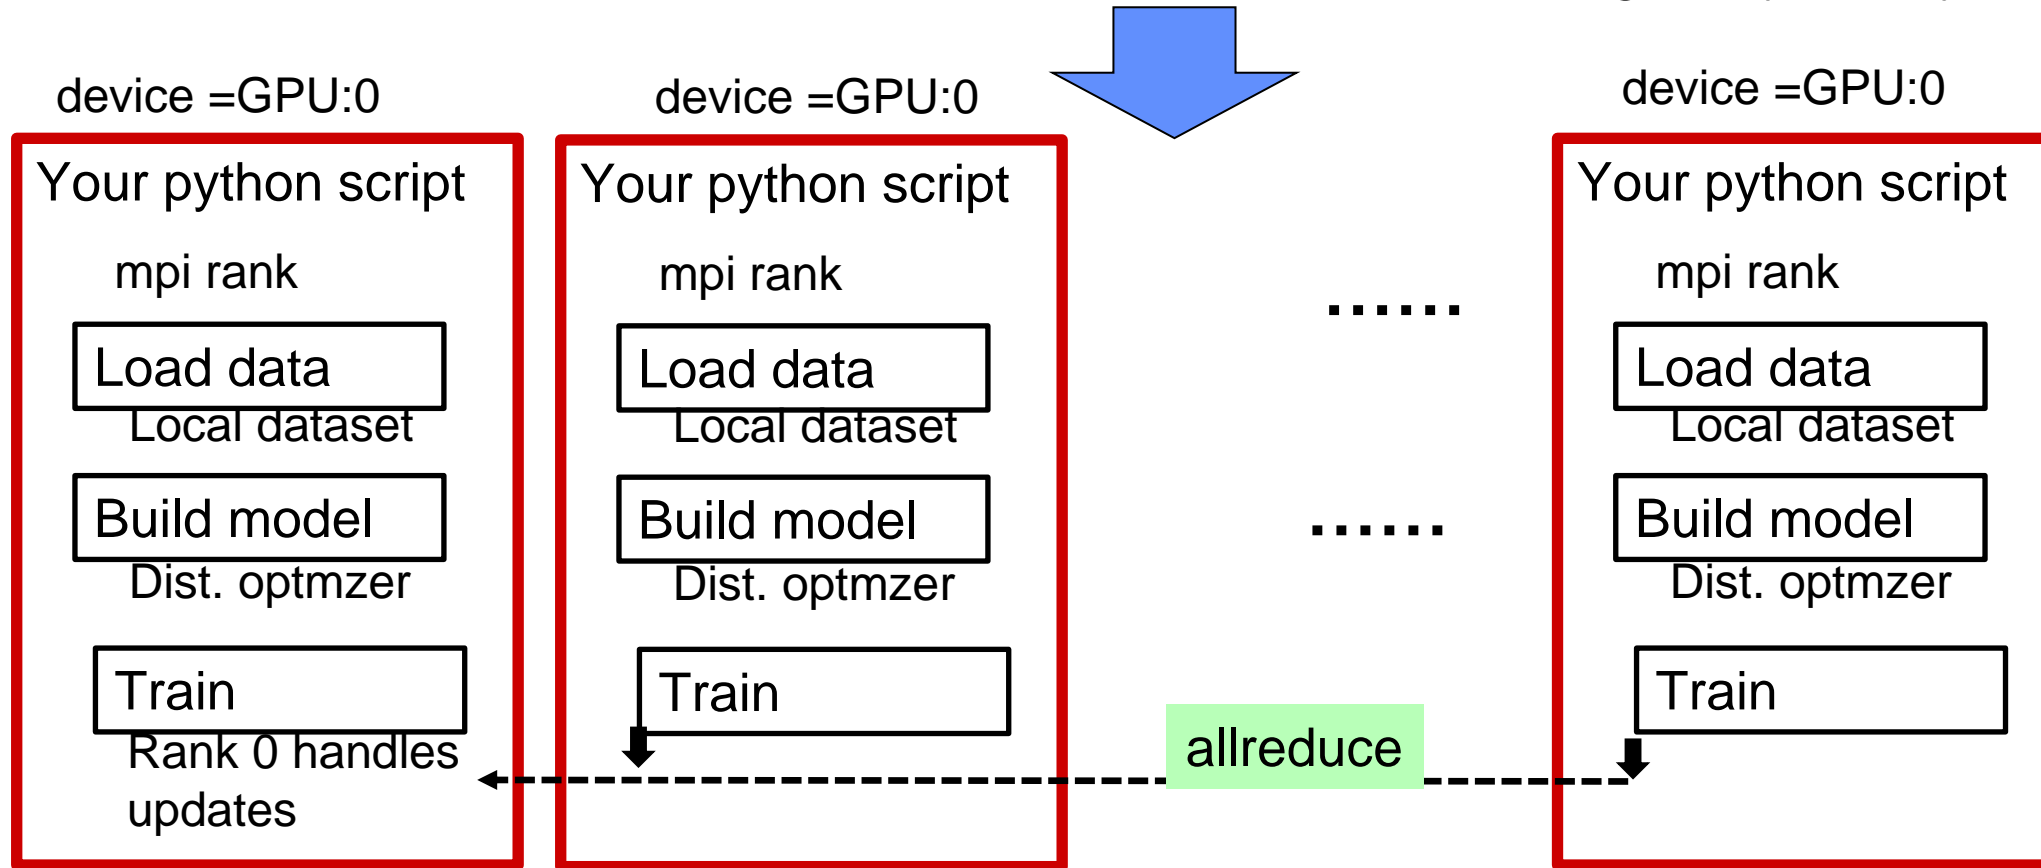 device =GPU:0
Your python script
mpi rank
Load data
Local dataset
Build model
Dist. optmzer
Train
Rank 0 handles
updates
device =GPU:0
Your python script
mpi rank
Load data
Local dataset
Build model
Dist. optmzer
Train
......
......
allreduce
device =GPU:0
Your python script
mpi rank
Load data
Local dataset
Build model
Dist. optmzer
Train